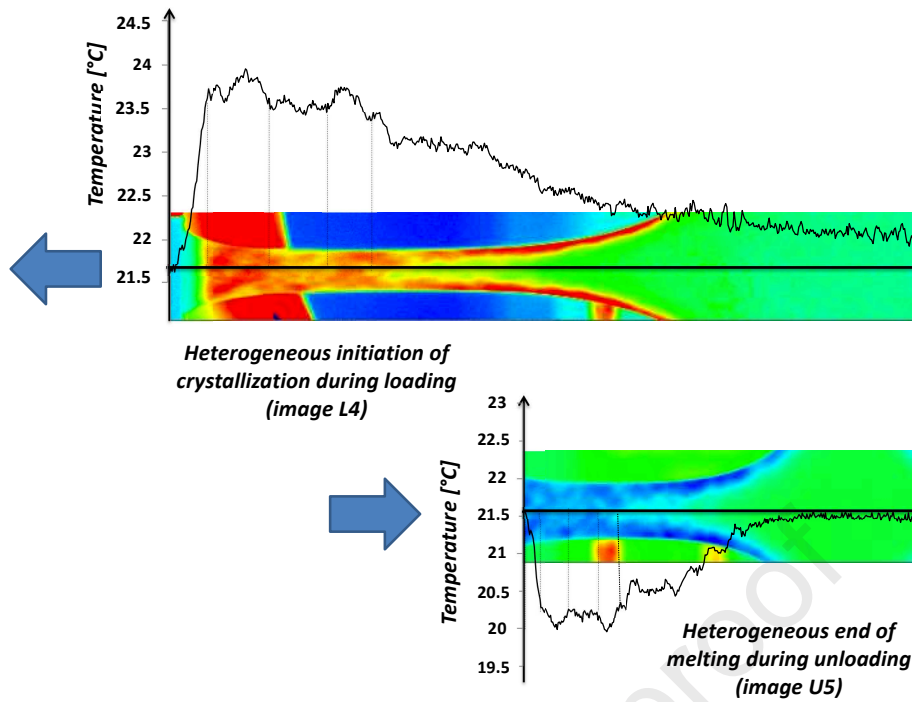 24.5
24
23.5
23
22.5
22
21.5
Temperature [°C]
Heterogeneous initiation of
crystallization during loading
(image L4)
23
22.5
22
21.5
21
20.5
20
19.5
Temperature [°C]
Heterogeneous end of
melting during unloading
(image U5)
proof